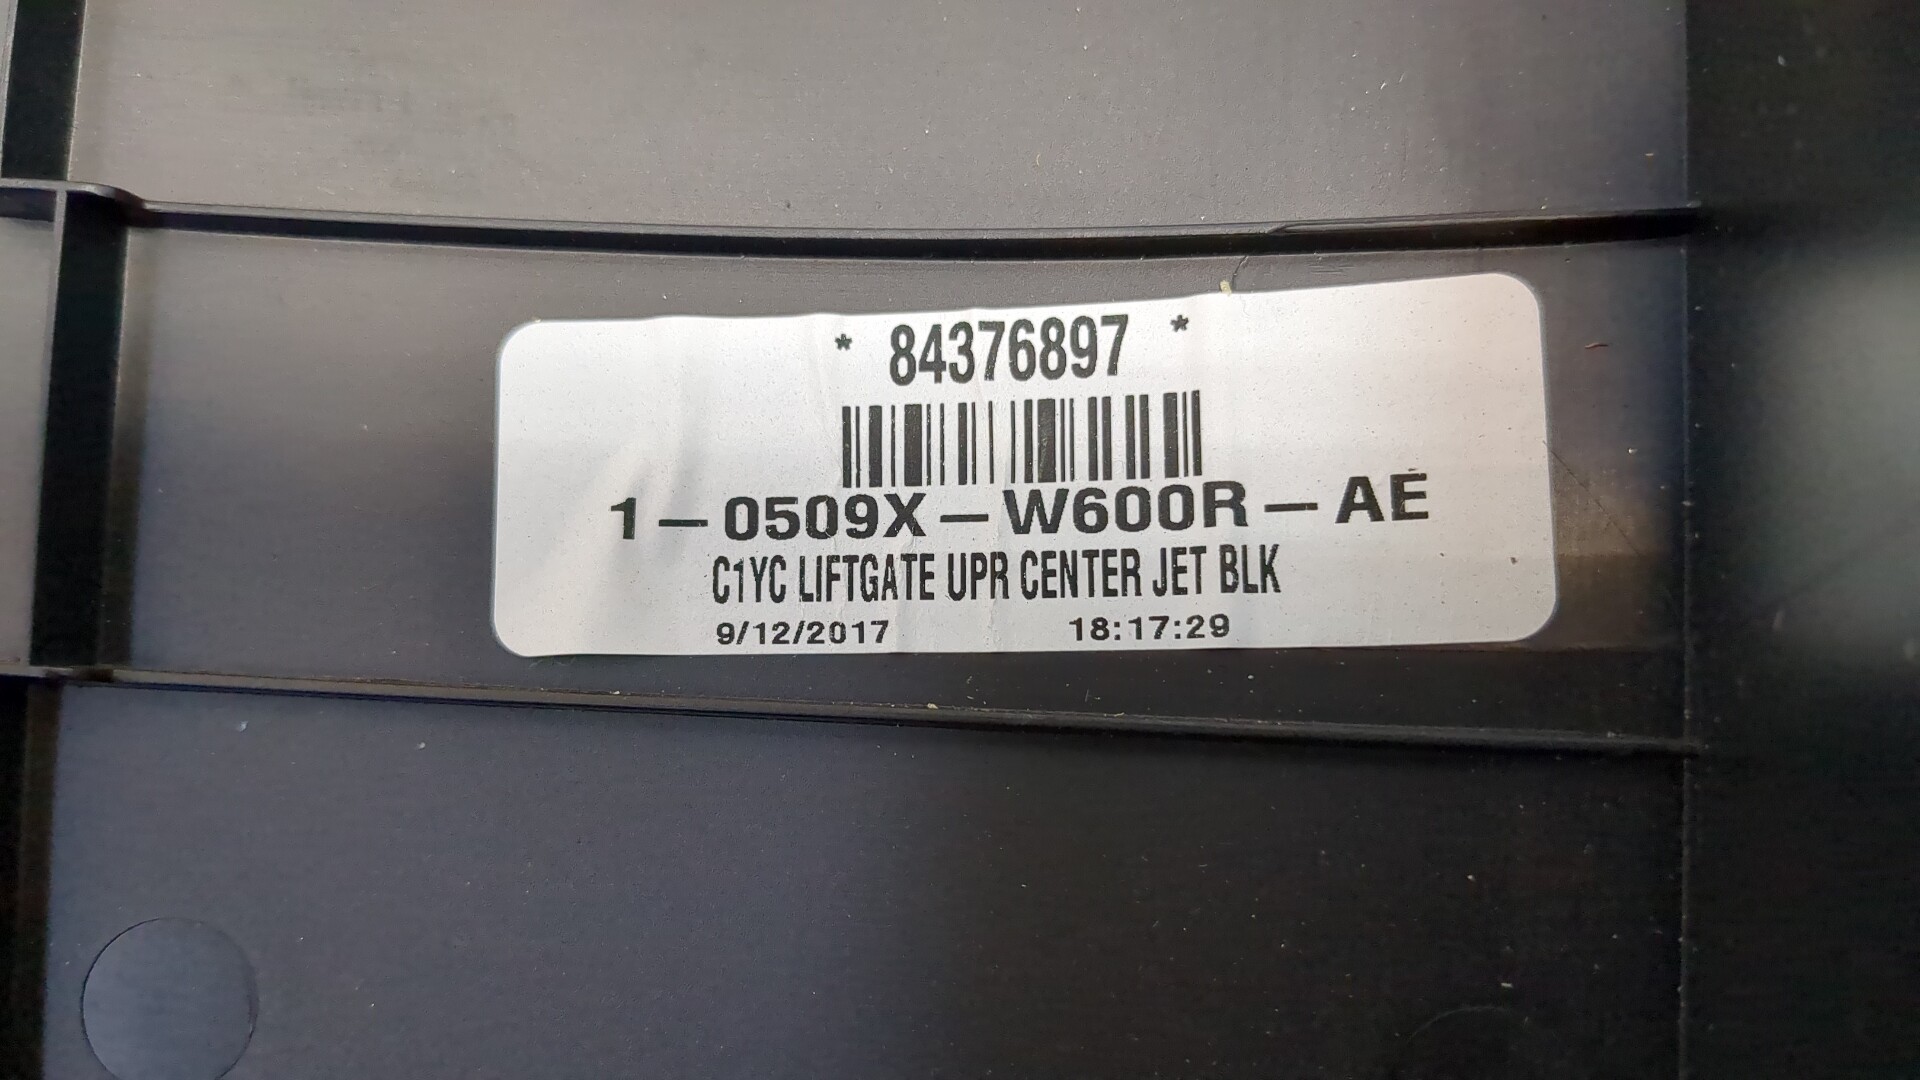 * 84376897 *
1-0509X-W600R-AE
C1YC LIFTGATE UPR CENTER JET BLK
9/12/2017 18:17:29